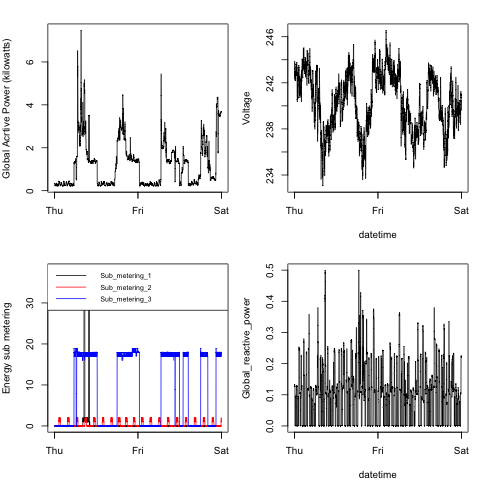 Global Acrtive Power (kilowatts)
0 2 4 6
Thu Fri Sat
Voltage
234 238 242 246
Thu Fri Sat
datetime
Energy sub metering
0 10 20 30
Sub_metering_1
Sub_metering_2
Sub_metering_3
Thu Fri Sat
Global_reactive_power
0.0 0.1 0.2 0.3 0.4 0.5
Thu Fri Sat
datetime